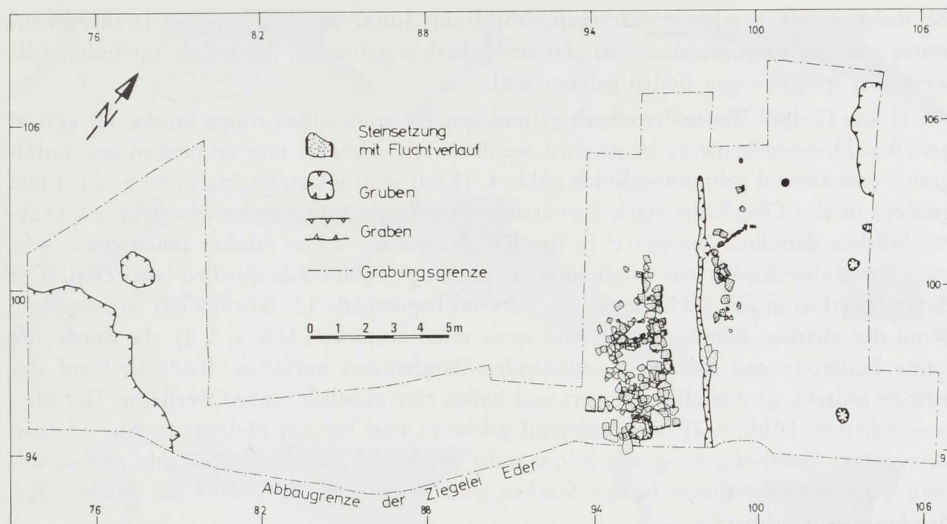 76
82
88
94
100
106
N
106
106
Steinsetzung
mit Fluchtverlauf
Gruben
Graben
Grabungsgrenze
0 1 2 3 4 5m
100
100
94
Abbaugrenze der Ziegelei Eder
76
82
88
94
100
106